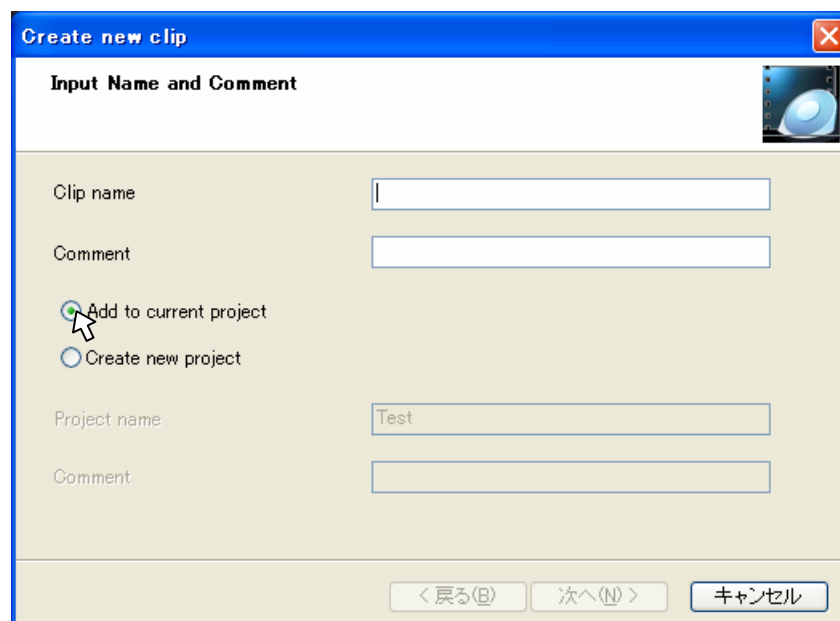 Create new clip
Input Name and Comment
Clip name
Comment
Add to current project
Create new project
Project name
Test
Comment
< 戻る(B)
次へ(N) >
キャンセル